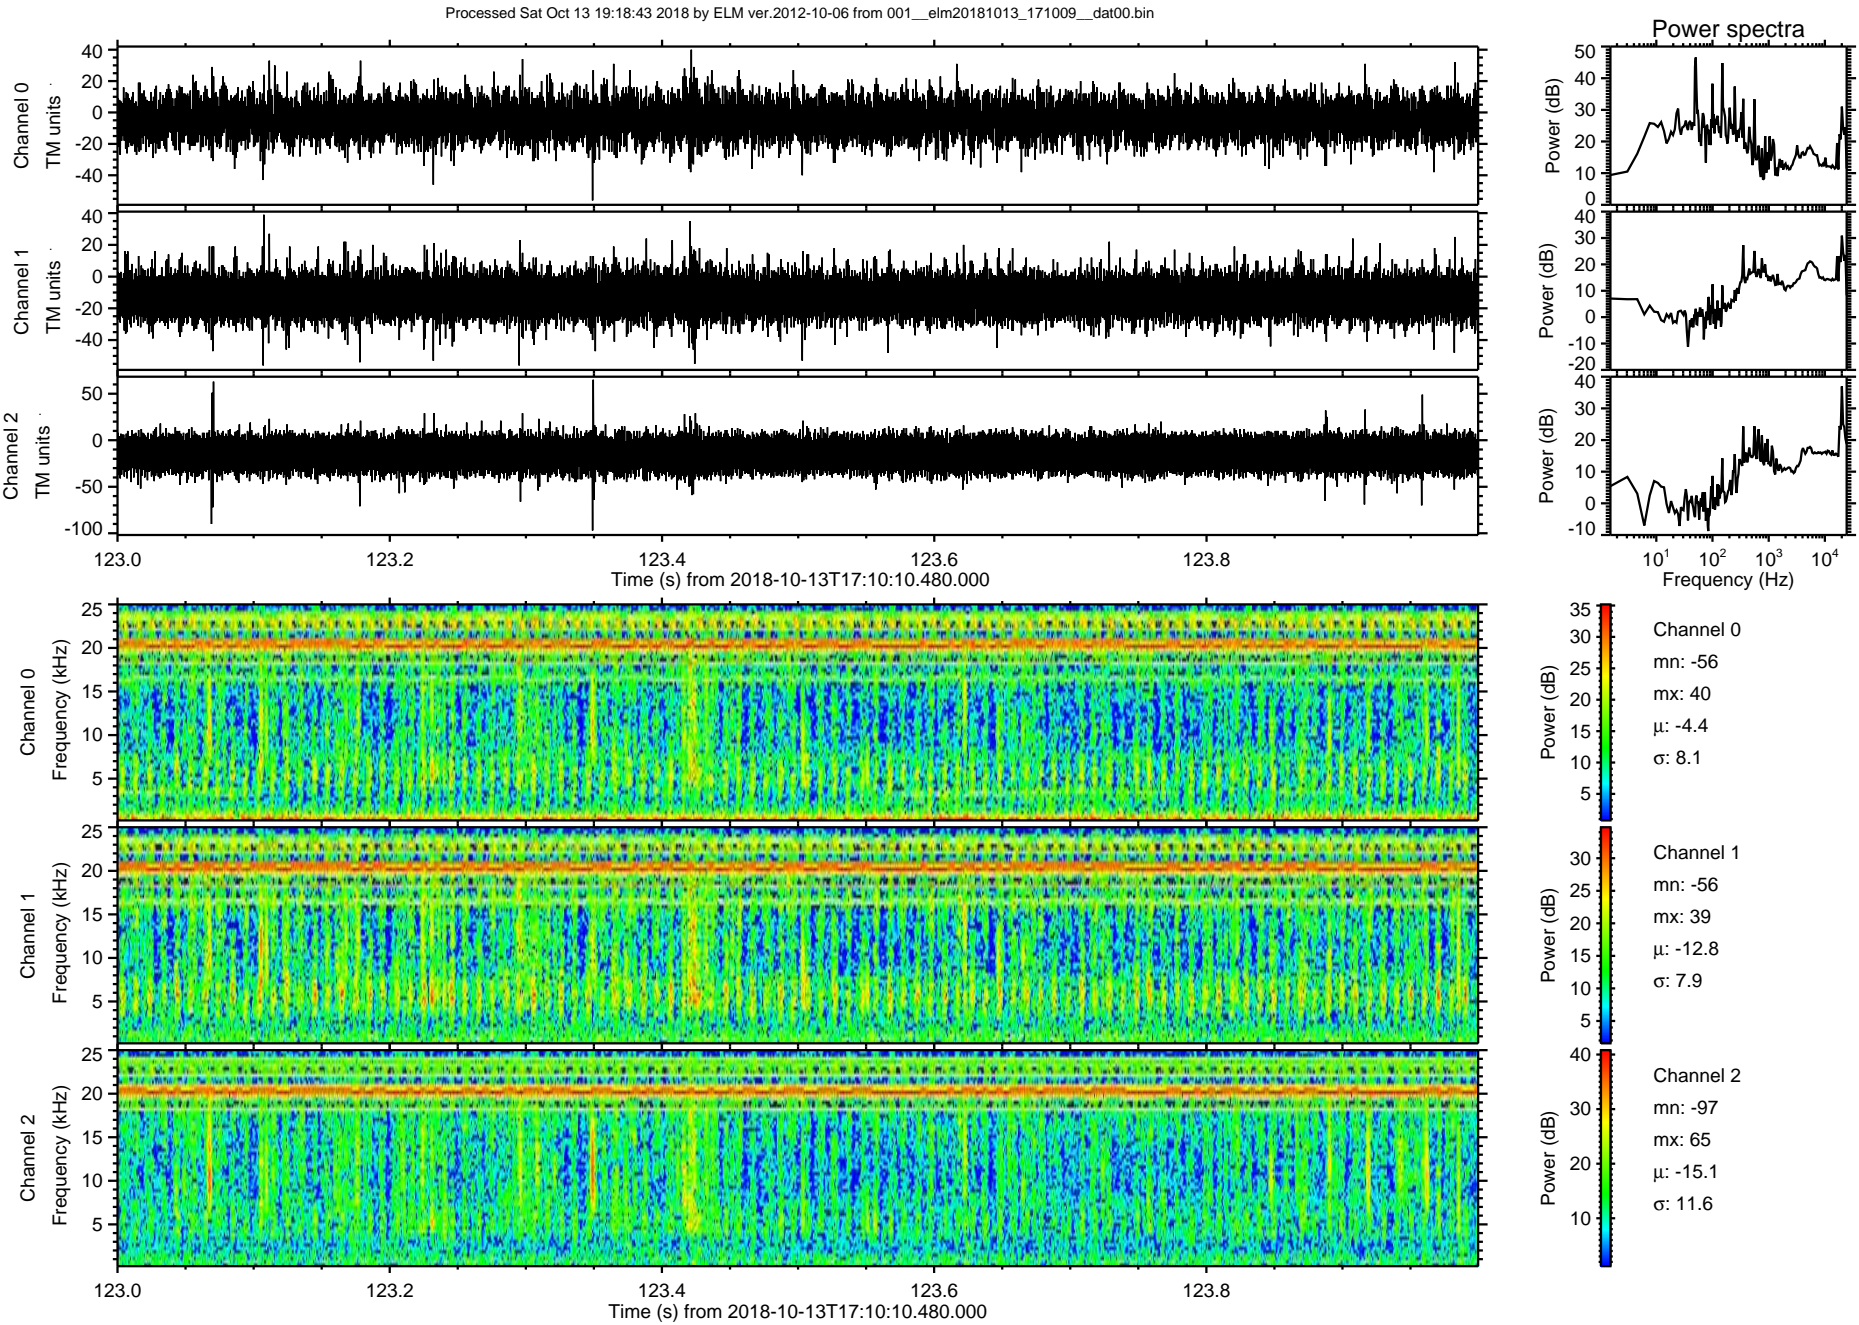 Processed Sat Oct 13 19:18:43 2018 by ELM ver.2012-10-06 from 001__elm20181013_171009__dat00.bin
Power spectra
Channel 0
TM units
40
20
0
-20
-40
Power (dB)
50
40
30
20
10
0
Channel 1
TM units
40
20
0
-20
-40
Power (dB)
40
30
20
10
0
-10
-20
Channel 2
TM units
50
0
-50
-100
Power (dB)
40
30
20
10
0
-10
123.0 123.2 123.4 123.6 123.8
Time (s) from 2018-10-13T17:10:10.480.000
10¹ 10² 10³ 10⁴
Frequency (Hz)
Channel 0
Frequency (kHz)
25
20
15
10
5
Power (dB)
35
30
25
20
15
10
5
Channel 0
mn: -56
mx: 40
μ: -4.4
σ: 8.1
Channel 1
Frequency (kHz)
25
20
15
10
5
Power (dB)
30
25
20
15
10
5
Channel 1
mn: -56
mx: 39
μ: -12.8
σ: 7.9
Channel 2
Frequency (kHz)
25
20
15
10
5
Power (dB)
40
30
20
10
Channel 2
mn: -97
mx: 65
μ: -15.1
σ: 11.6
123.0 123.2 123.4 123.6 123.8
Time (s) from 2018-10-13T17:10:10.480.000